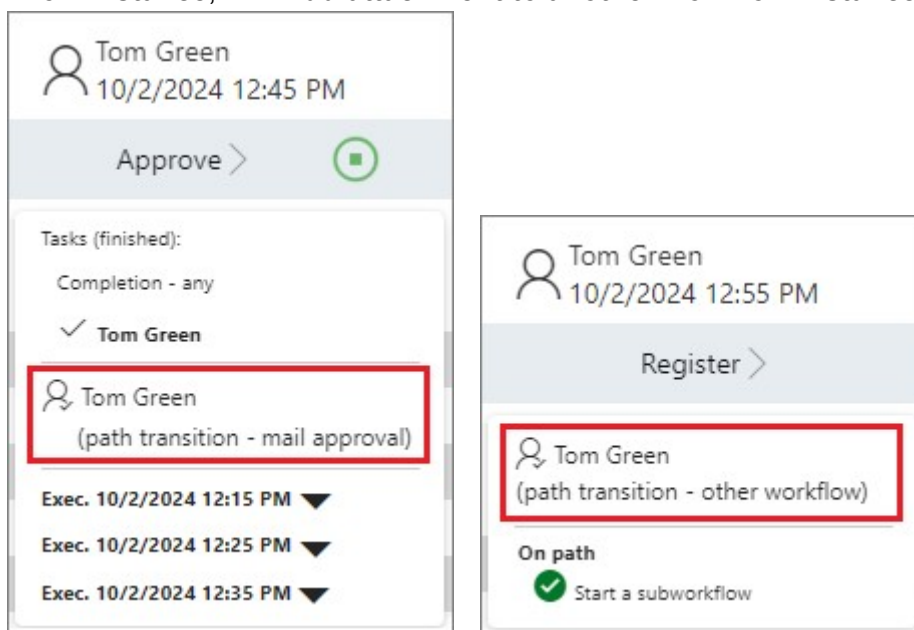 Tom Green
10/2/2024 12:45 PM
Approve
Tasks (finished):
Completion - any
Tom Green
Tom Green
(path transition - mail approval)
Exec. 10/2/2024 12:15 PM
Exec. 10/2/2024 12:25 PM
Exec. 10/2/2024 12:35 PM
Tom Green
10/2/2024 12:55 PM
Register
Tom Green
(path transition - other workflow)
On path
Start a subworkflow